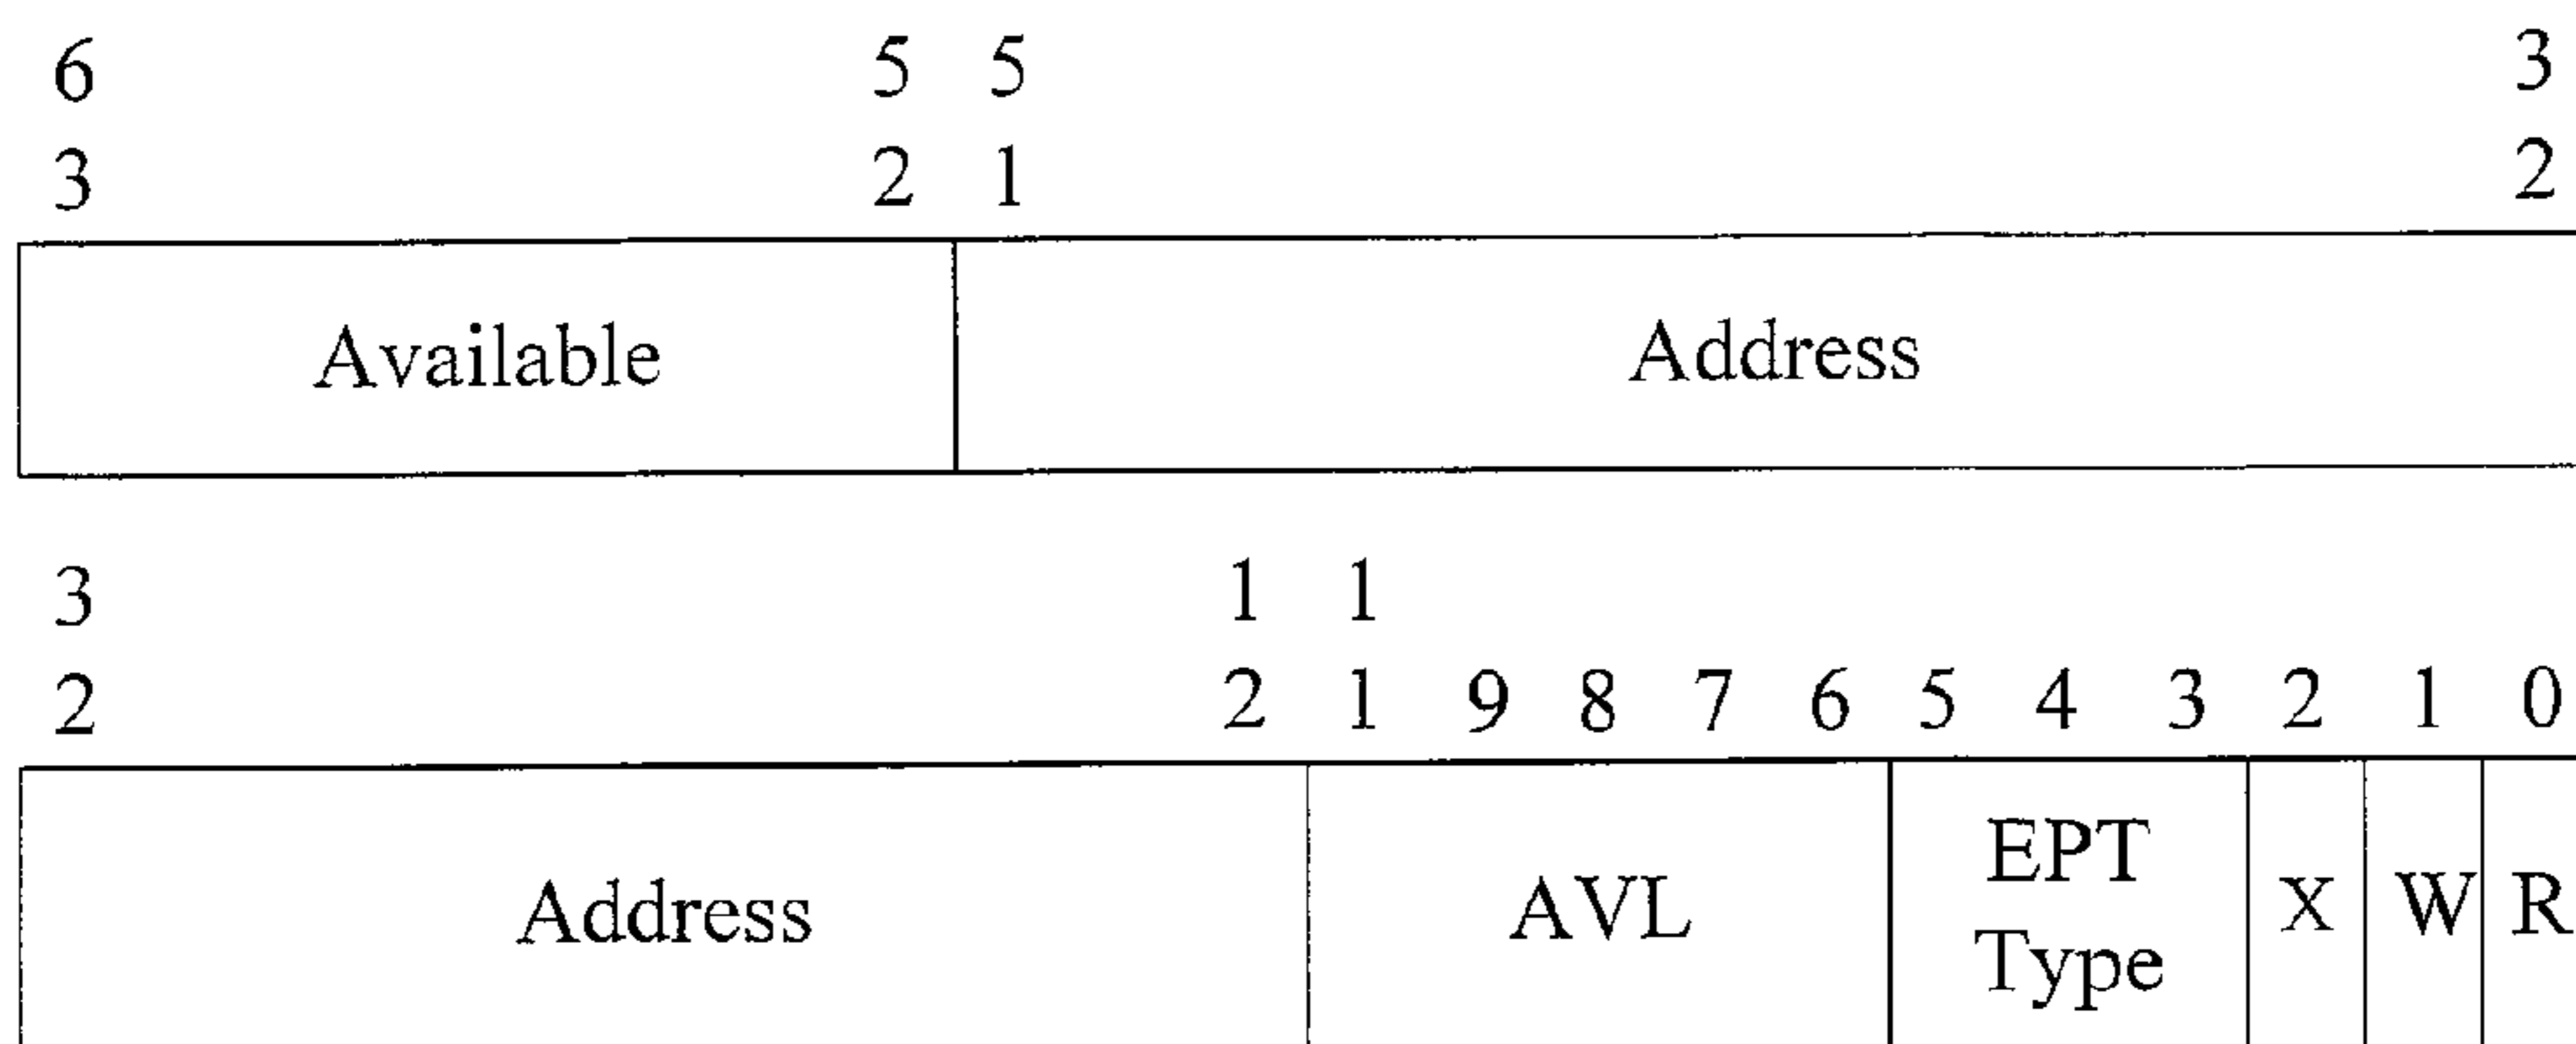 6 5 5 3
3 2 1 2
Available Address
3 1 1
2 2 1 9 8 7 6 5 4 3 2 1 0
Address AVL EPT Type X W R